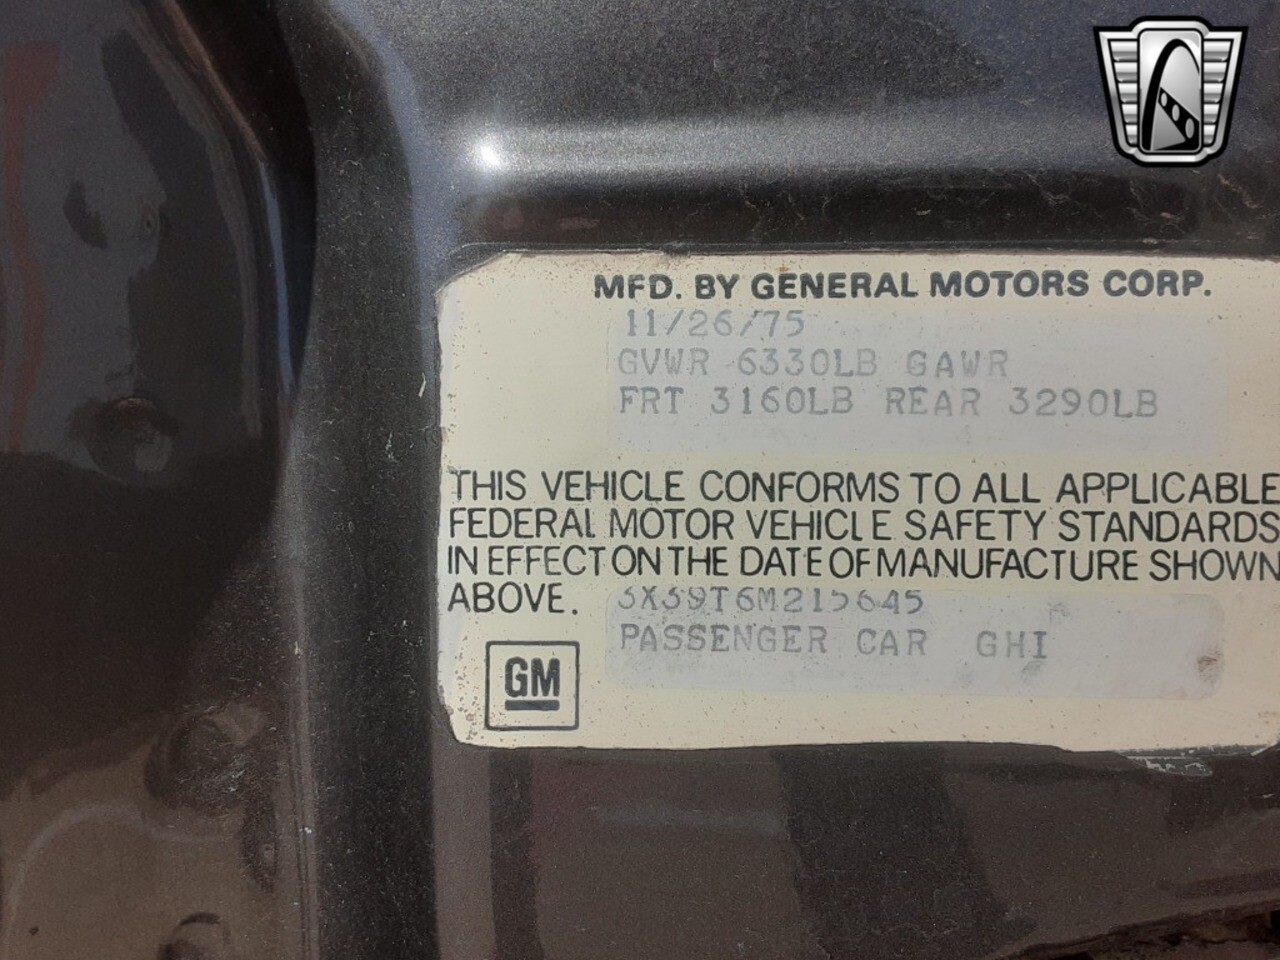 MFD. BY GENERAL MOTORS CORP.
11/26/75
GVWR 6330LB GAWR
FRT 3160LB REAR 3290LB
THIS VEHICLE CONFORMS TO ALL APPLICABLE
FEDERAL MOTOR VEHICLE SAFETY STANDARDS
IN EFFECT ON THE DATE OF MANUFACTURE SHOWN
ABOVE. 3X39T6M215645
PASSENGER CAR GHI
GM